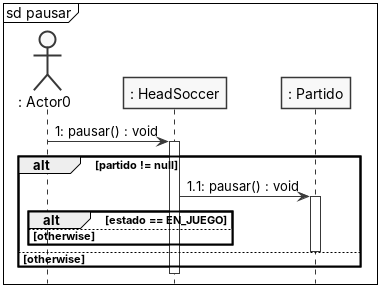 sd pausar
: Actor0
: HeadSoccer
: Partido
1: pausar() : void
alt
[partido != null]
1.1: pausar() : void
alt
[estado == EN_JUEGO]
[otherwise]
[otherwise]